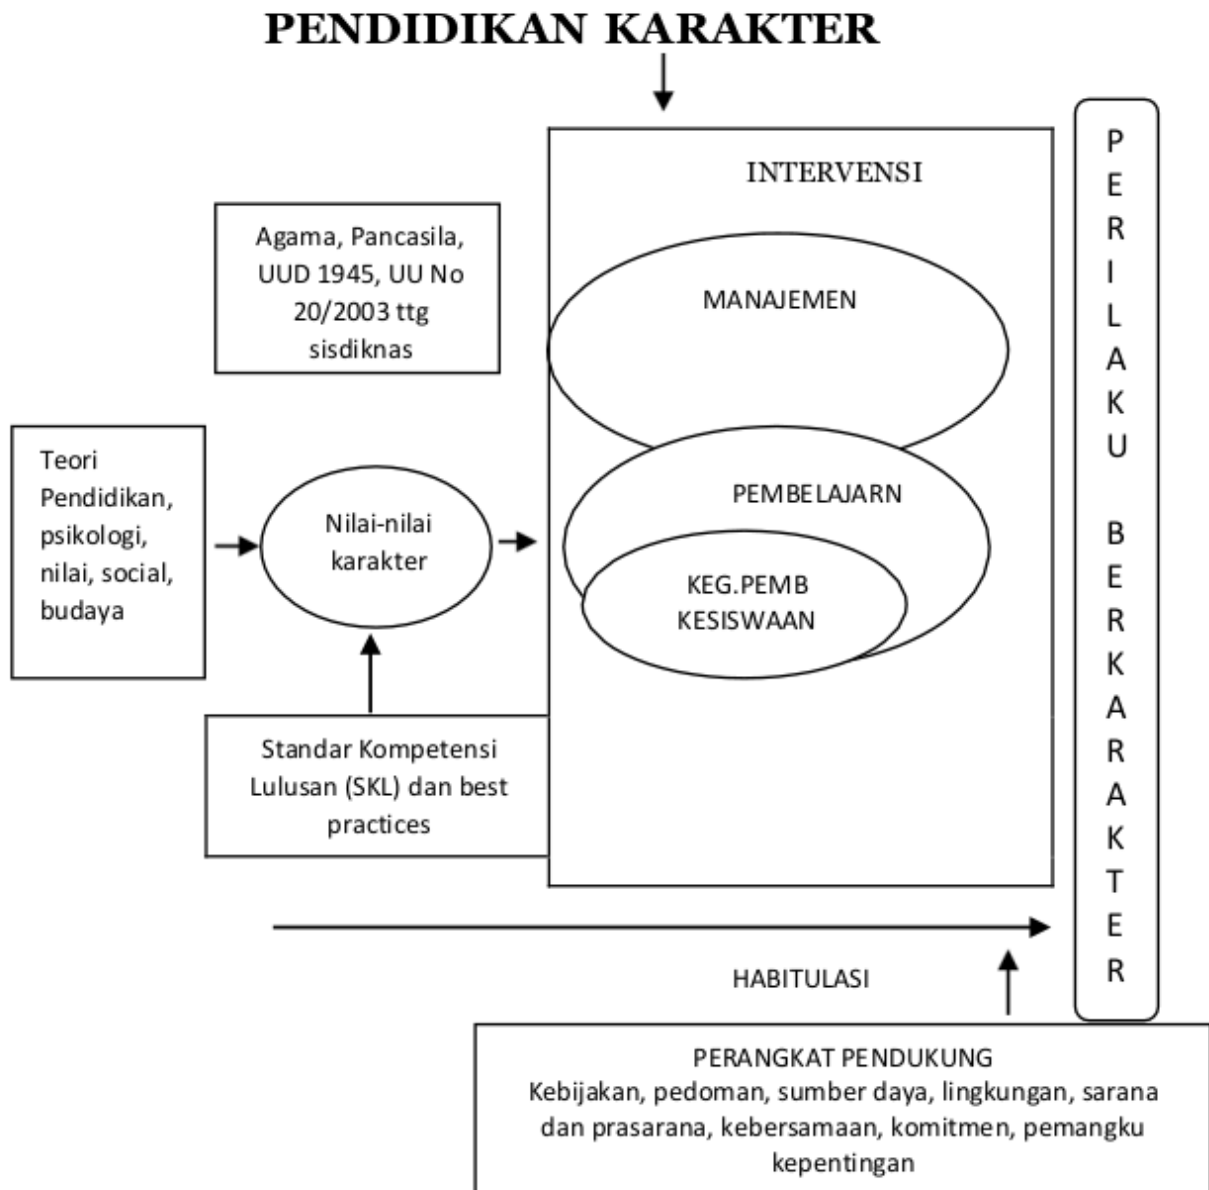 PENDIDIKAN KARAKTER
INTERVENSI
Agama, Pancasila,
UUD 1945, UU No
20/2003 ttg
sisdiknas
MANAJEMEN
Teori
Pendidikan,
psikologi,
nilai, social,
budaya
Nilai-nilai
karakter
PEMBELAJARN
KEG.PEMB
KESISWAAN
Standar Kompetensi
Lulusan (SKL) dan best
practices
PERILAKU BERKARAKTER
HABITULASI
PERANGKAT PENDUKUNG
Kebijakan, pedoman, sumber daya, lingkungan, sarana
dan prasarana, kebersamaan, komitmen, pemangku
kepentingan